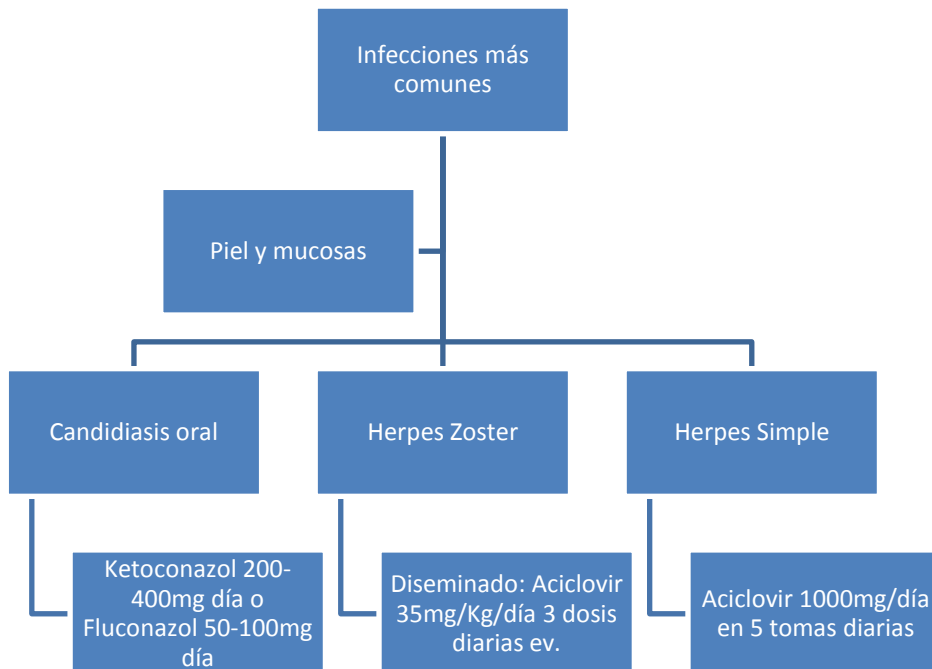 Infecciones más
comunes
Piel y mucosas
Candidiasis oral
Herpes Zoster
Herpes Simple
Ketoconazol 200-
400mg día o
Fluconazol 50-100mg
día
Diseminado: Aciclovir
35mg/Kg/día 3 dosis
diarias ev.
Aciclovir 1000mg/día
en 5 tomas diarias